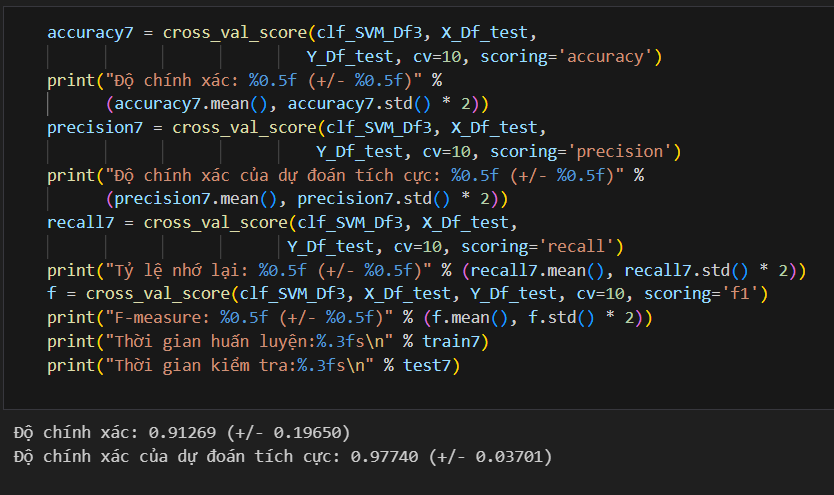 accuracy7 = cross_val_score(clf_SVM_Df3, X_Df_test,
Y_Df_test, cv=10, scoring='accuracy')
print("Độ chính xác: %0.5f (+/- %0.5f)" %
(accuracy7.mean(), accuracy7.std() * 2))
precision7 = cross_val_score(clf_SVM_Df3, X_Df_test,
Y_Df_test, cv=10, scoring='precision')
print("Độ chính xác của dự đoán tích cực: %0.5f (+/- %0.5f)" %
(precision7.mean(), precision7.std() * 2))
recall7 = cross_val_score(clf_SVM_Df3, X_Df_test,
Y_Df_test, cv=10, scoring='recall')
print("Tỷ lệ nhớ lại: %0.5f (+/- %0.5f)" % (recall7.mean(), recall7.std() * 2))
f = cross_val_score(clf_SVM_Df3, X_Df_test, Y_Df_test, cv=10, scoring='f1')
print("F-measure: %0.5f (+/- %0.5f)" % (f.mean(), f.std() * 2))
print("Thời gian huấn luyện:%.3fs\n" % train7)
print("Thời gian kiểm tra:%.3fs\n" % test7)
Độ chính xác: 0.91269 (+/- 0.19650)
Độ chính xác của dự đoán tích cực: 0.97740 (+/- 0.03701)